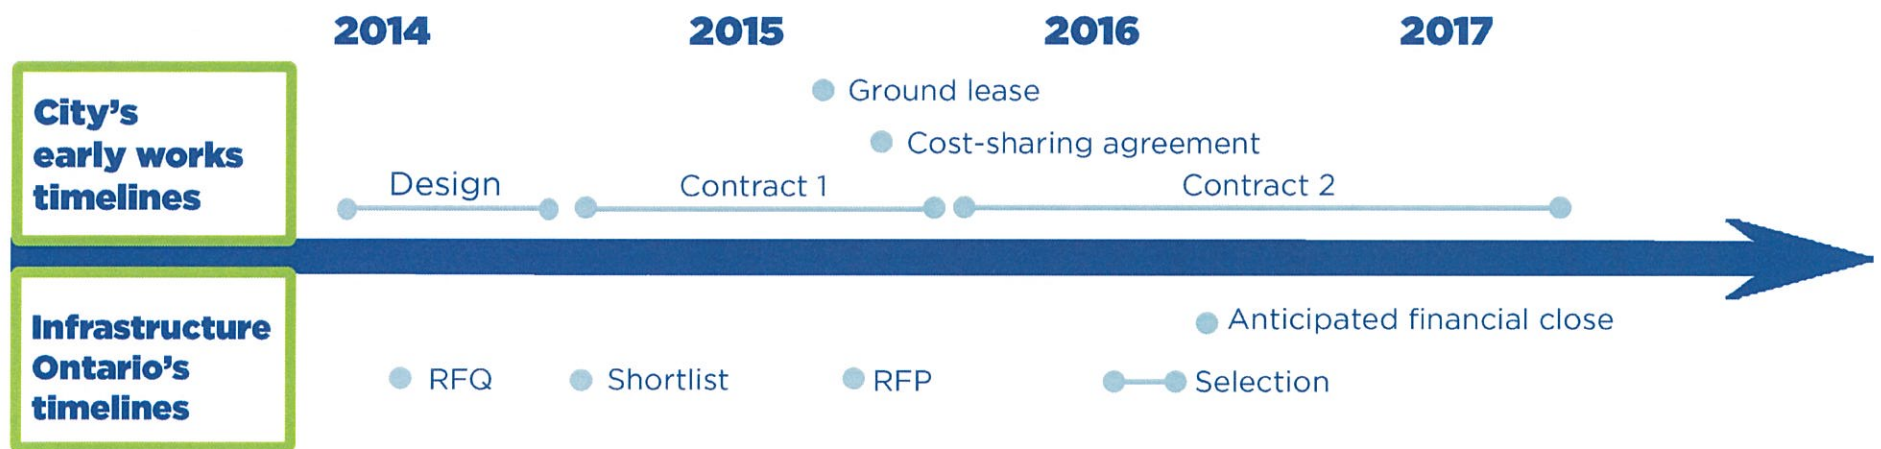 2014 2015 2016 2017
City's
early works
timelines
Ground lease
Cost-sharing agreement
Design Contract 1 Contract 2
Infrastructure
Ontario's
timelines
Anticipated financial close
RFQ Shortlist RFP Selection